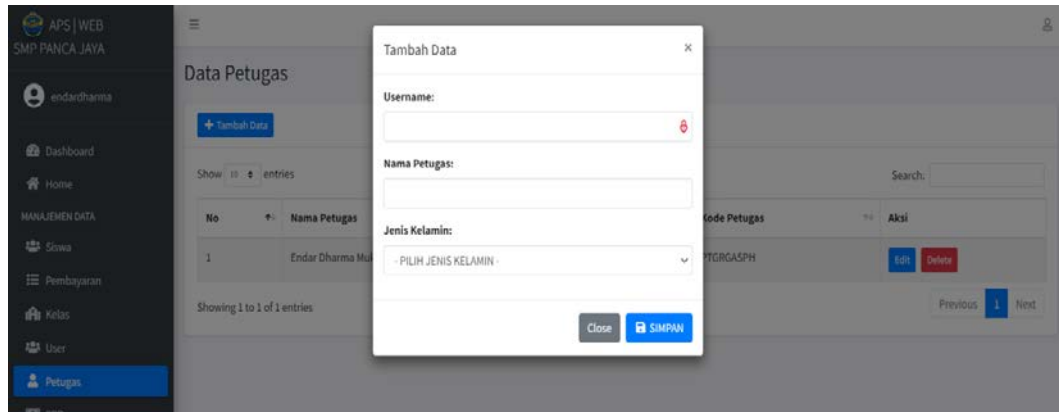 APS | WEB
SMP PANCA JAYA
endardharma
Dashboard
Home
MANAJEMEN DATA
Siswa
Pembayaran
Kelas
User
Petugas
Data Petugas
+ Tambah Data
Show 10 entries
Search:
No Nama Petugas Kode Petugas Aksi
1 Endar Dharma PTGRGASPH Edit Delete
Showing 1 to 1 of 1 entries
Previous 1 Next
Tambah Data ×
Username:
Nama Petugas:
Jenis Kelamin:
- PILIH JENIS KELAMIN -
Close SIMPAN